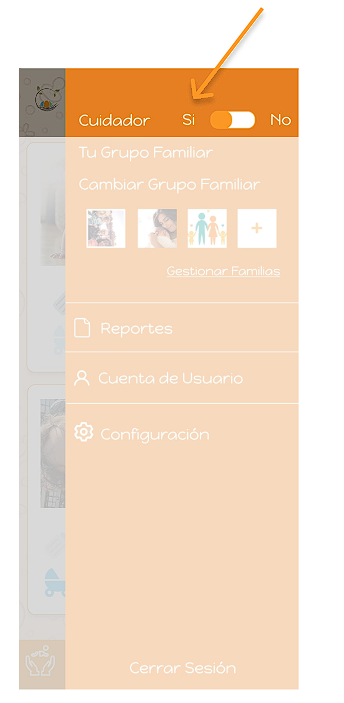 Cuidador Si No
Tu Grupo Familiar
Cambiar Grupo Familiar
+
Gestionar Familias
Reportes
Cuenta de Usuario
Configuración
Cerrar Sesión